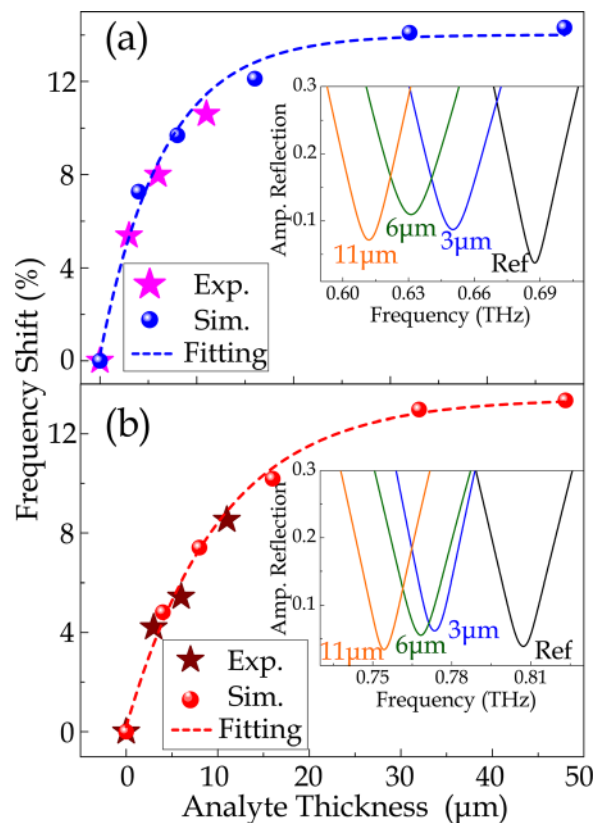 (a)
Frequency Shift (%)
12
8
4
0
Amp. Reflection
0.3
0.2
0.1
11μm
6μm
3μm
Ref
0.60 0.63 0.66 0.69
Frequency (THz)
Exp.
Sim.
Fitting
(b)
12
8
4
0
Amp. Reflection
0.3
0.2
0.1
11μm
6μm
3μm
Ref
0.75 0.78 0.81
Frequency (THz)
Exp.
Sim.
Fitting
0 10 20 30 40 50
Analyte Thickness (μm)